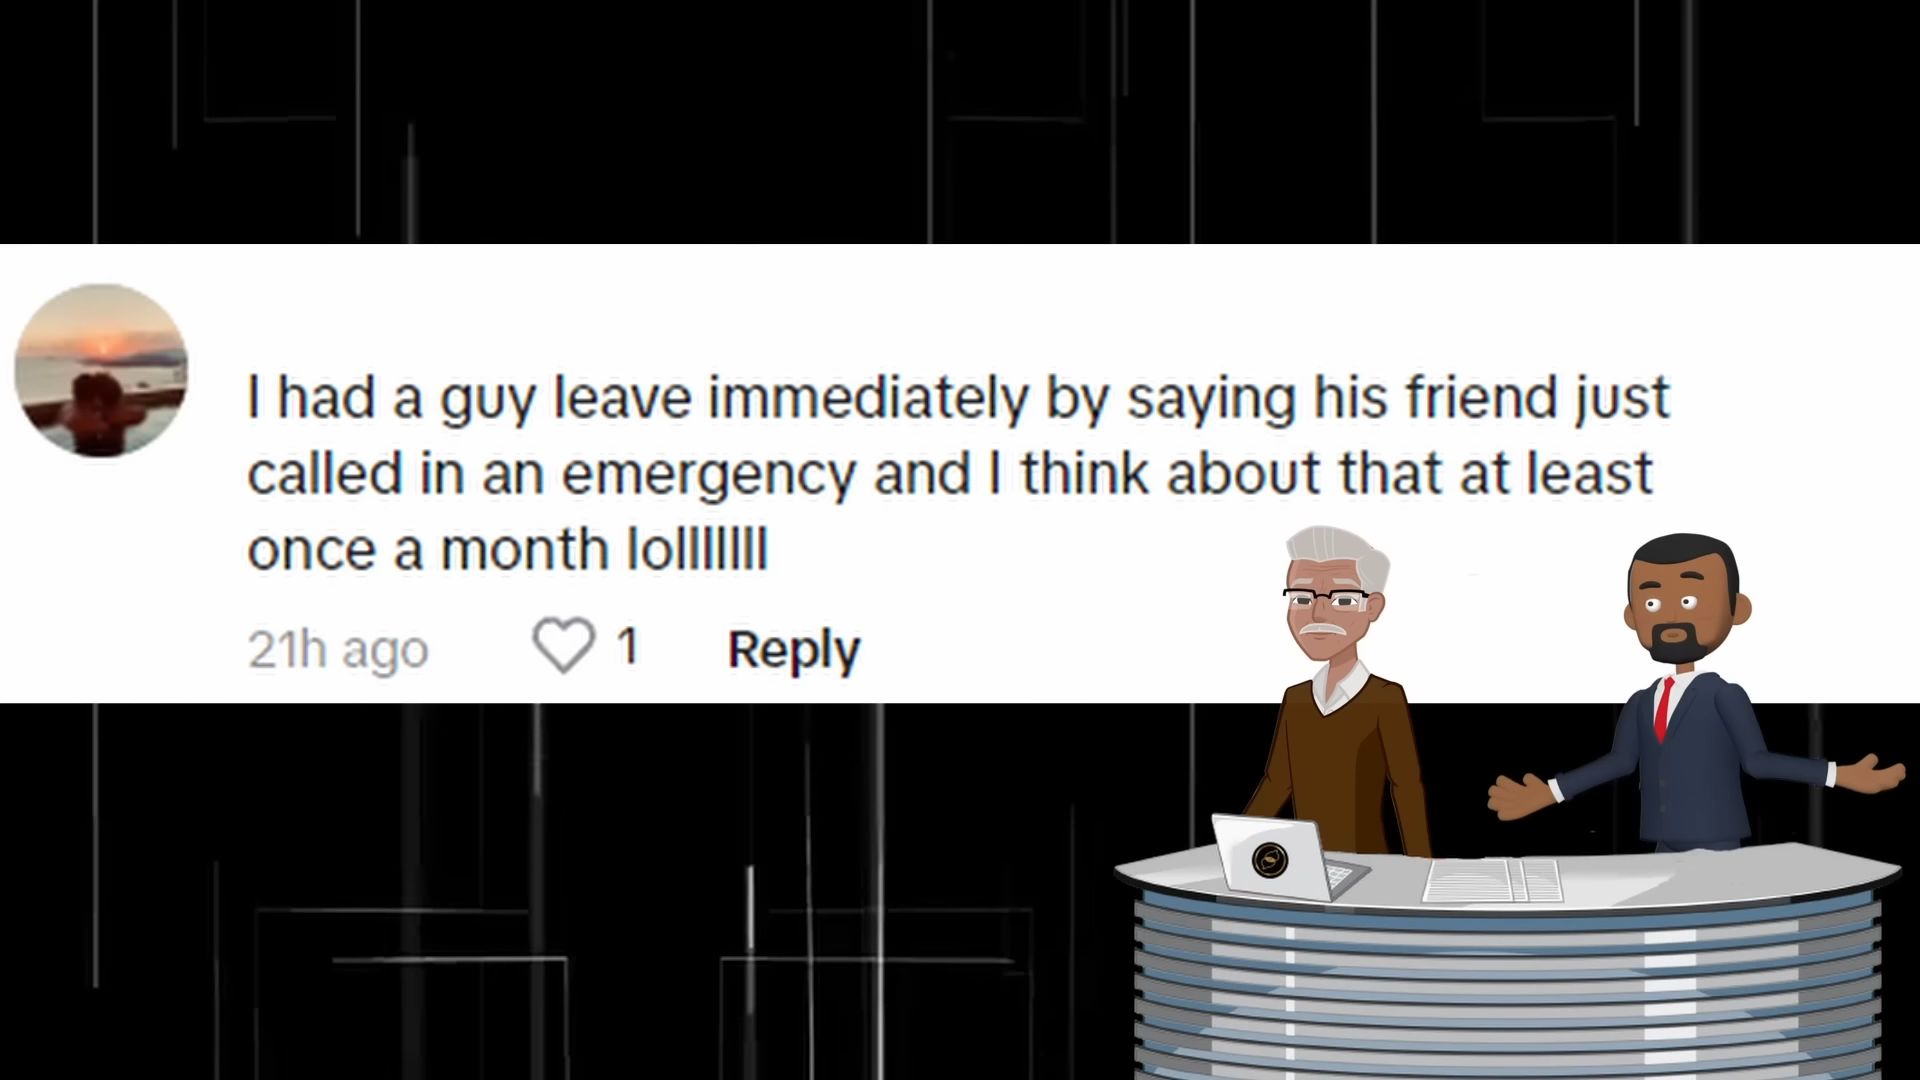 I had a guy leave immediately by saying his friend just
called in an emergency and I think about that at least
once a month lolllllll
21h ago 1 Reply